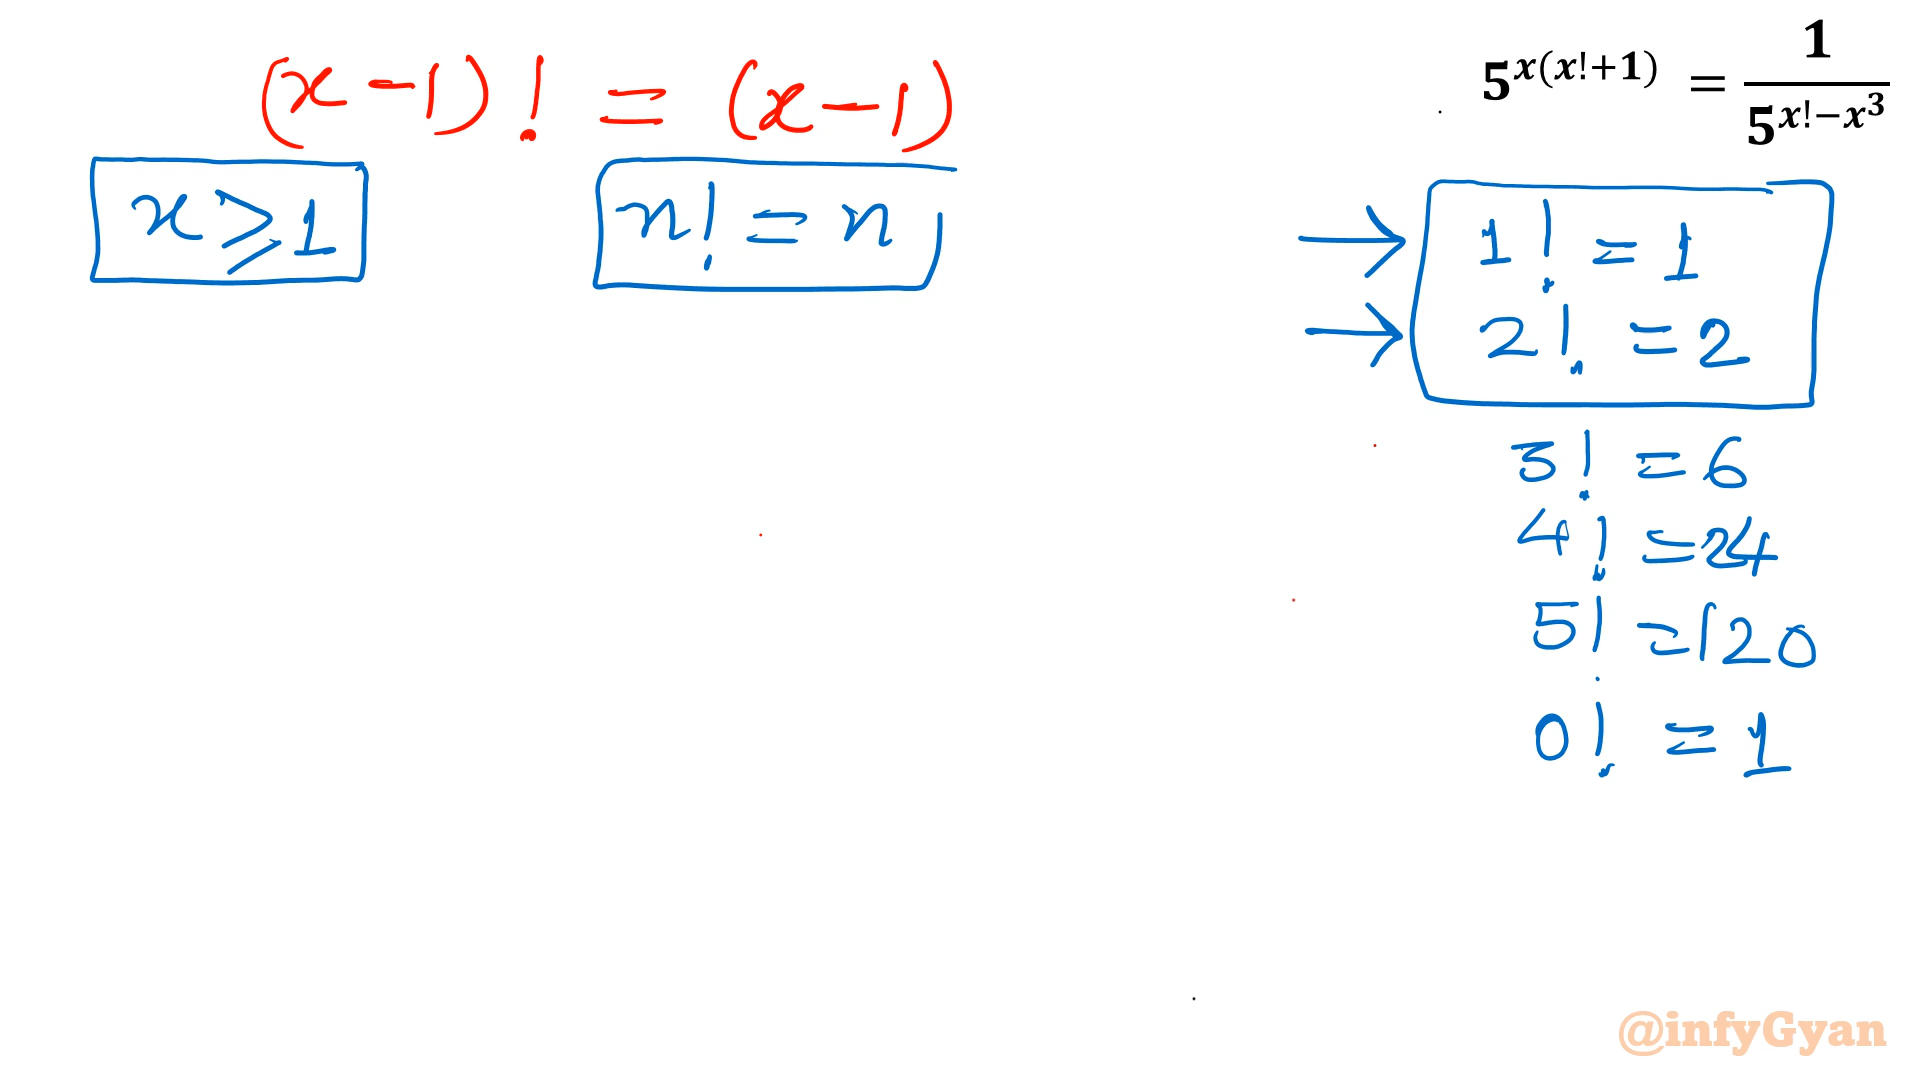 (x-1)! = (x-1)
5^{x(x!+1)} = \frac{1}{5^{x!-x^3}}
x ⩾ 1
n! = n
→ 1! = 1
→ 2! = 2
3! = 6
4! = 24
5! = 120
0! = 1
@infyGyan